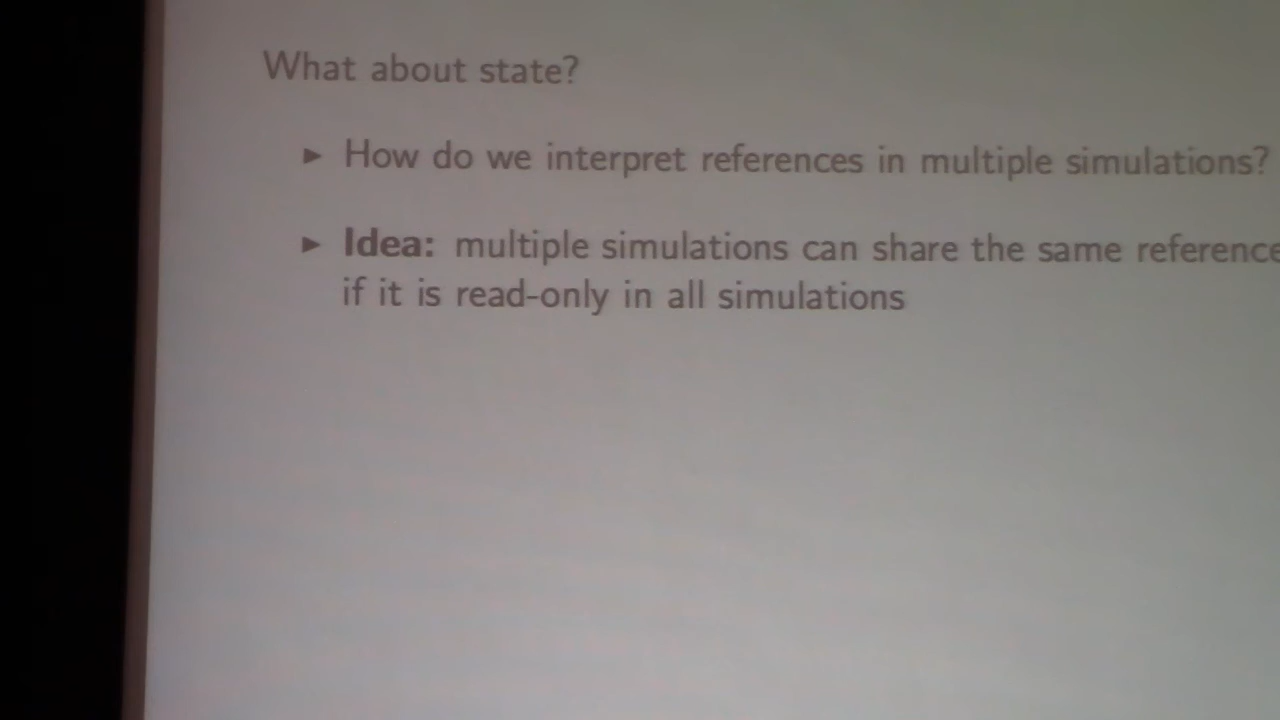 What about state?
► How do we interpret references in multiple simulations?
► Idea: multiple simulations can share the same reference
if it is read-only in all simulations